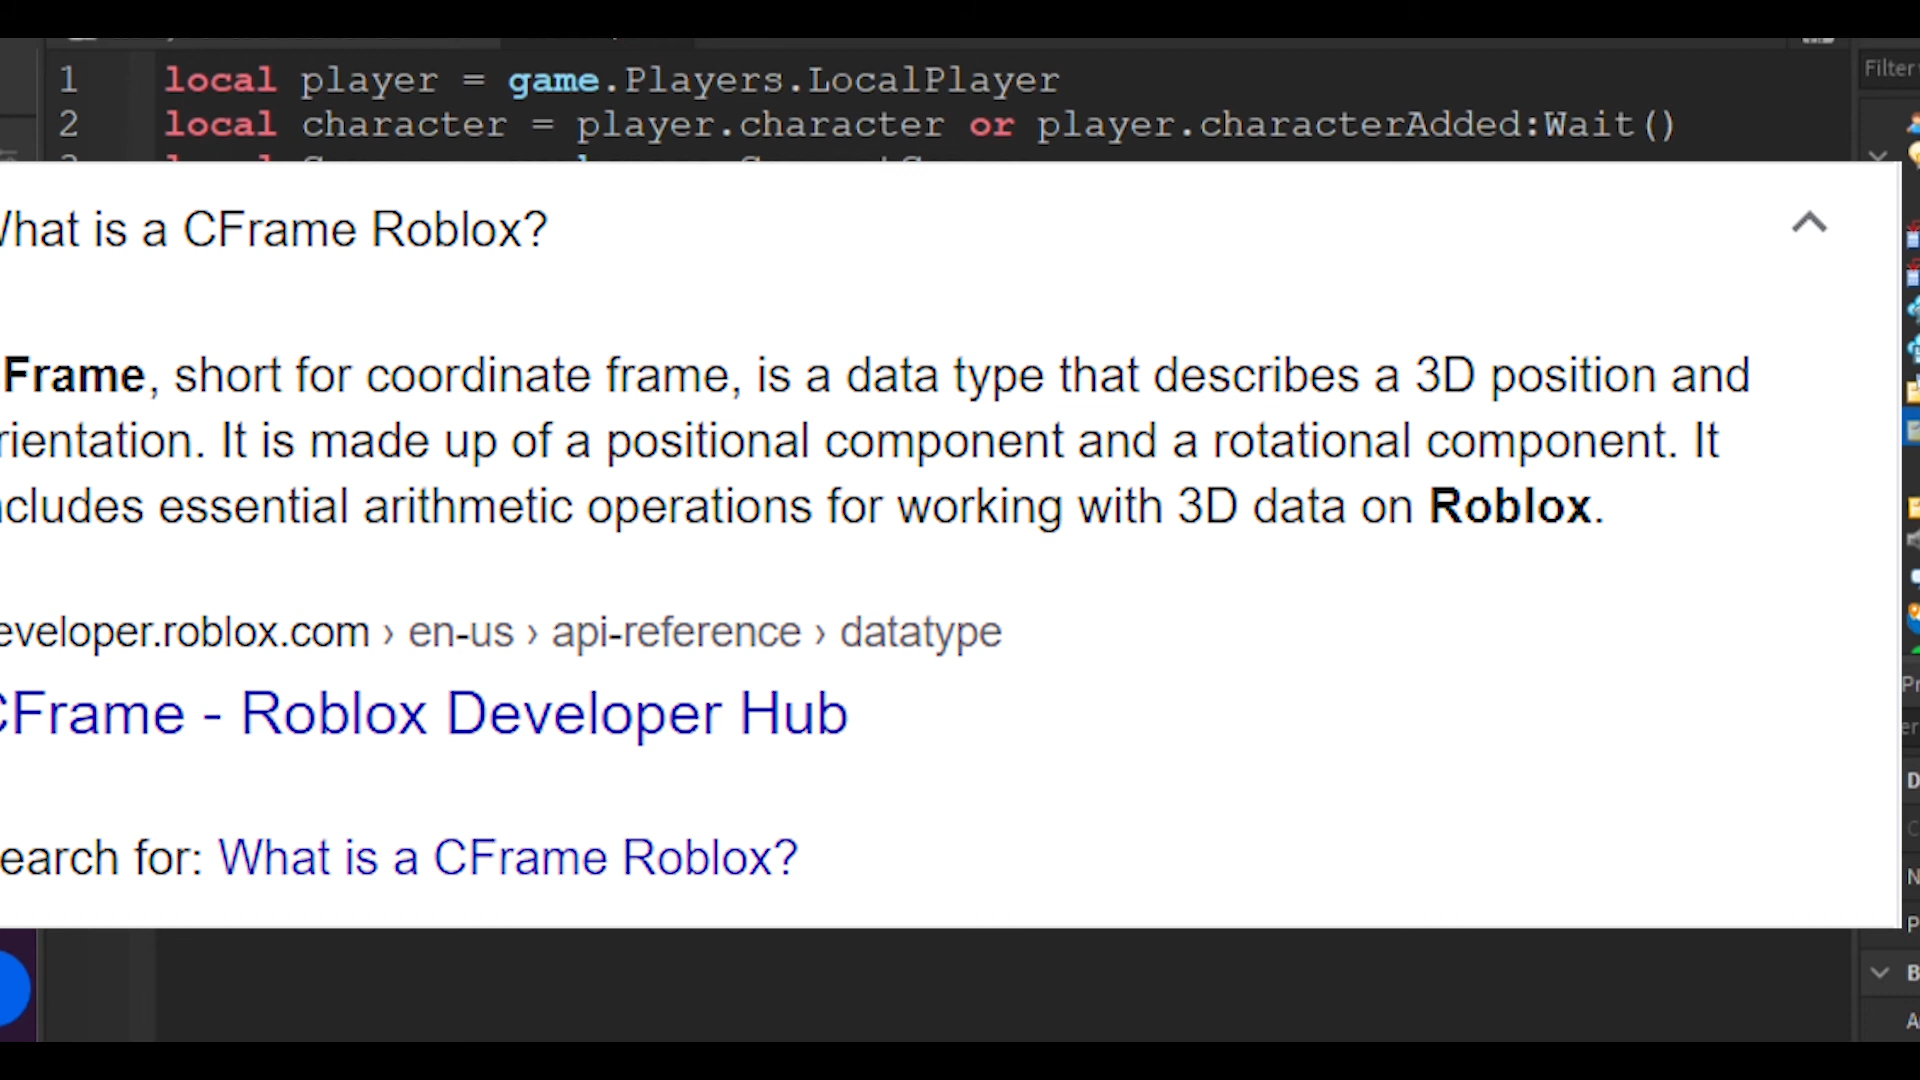 1 local player = game.Players.LocalPlayer
2 local character = player.character or player.characterAdded:Wait()
Filter
What is a CFrame Roblox?
Frame, short for coordinate frame, is a data type that describes a 3D position and
rientation. It is made up of a positional component and a rotational component. It
ncludes essential arithmetic operations for working with 3D data on Roblox.
eveloper.roblox.com › en-us › api-reference › datatype
CFrame - Roblox Developer Hub
earch for: What is a CFrame Roblox?